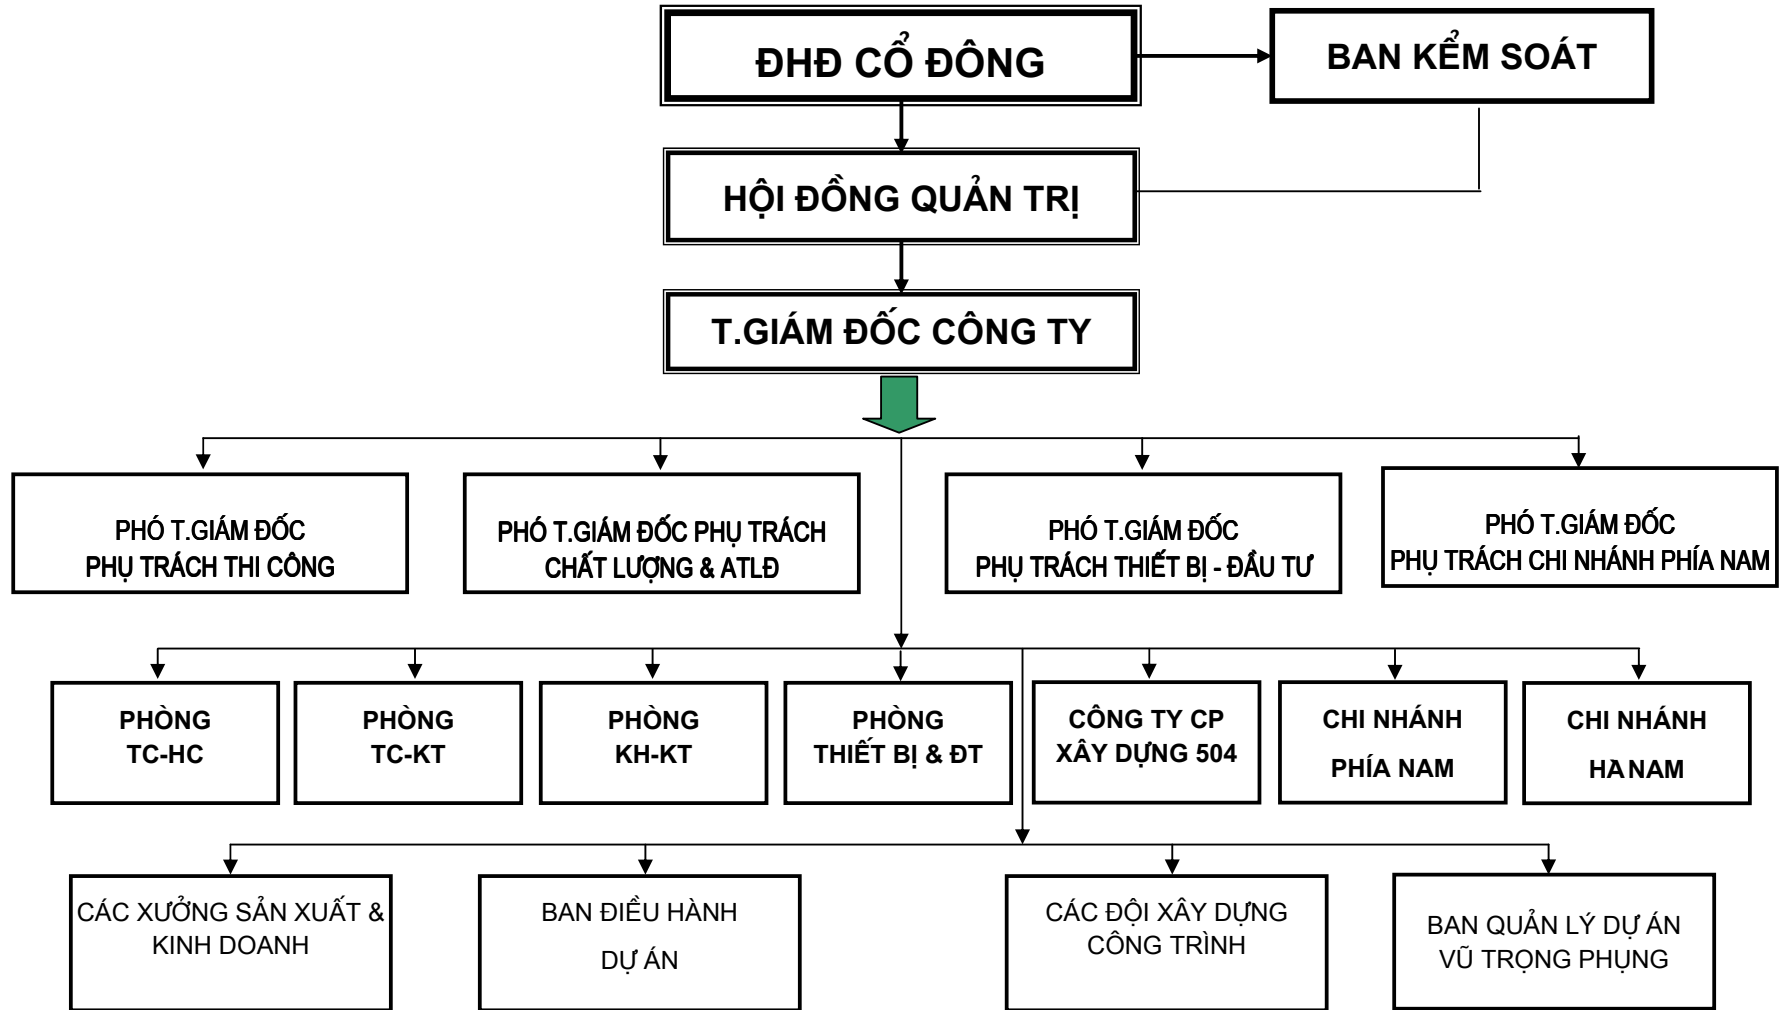 ĐHĐ CỔ ĐÔNG
BAN KỂM SOÁT
HỘI ĐỒNG QUẢN TRỊ
T.GIÁM ĐỐC CÔNG TY
PHÓ T.GIÁM ĐỐC
PHỤ TRÁCH THI CÔNG
PHÓ T.GIÁM ĐỐC PHỤ TRÁCH
CHẤT LƯỢNG & ATLĐ
PHÓ T.GIÁM ĐỐC
PHỤ TRÁCH THIẾT BỊ - ĐẦU TƯ
PHÓ T.GIÁM ĐỐC
PHỤ TRÁCH CHI NHÁNH PHÍA NAM
PHÒNG
TC-HC
PHÒNG
TC-KT
PHÒNG
KH-KT
PHÒNG
THIẾT BỊ & ĐT
CÔNG TY CP
XÂY DỰNG 504
CHI NHÁNH
PHÍA NAM
CHI NHÁNH
HÀ NAM
CÁC XƯỞNG SẢN XUẤT &
KINH DOANH
BAN ĐIỀU HÀNH
DỰ ÁN
CÁC ĐỘI XÂY DỰNG
CÔNG TRÌNH
BAN QUẢN LÝ DỰ ÁN
VŨ TRỌNG PHỤNG